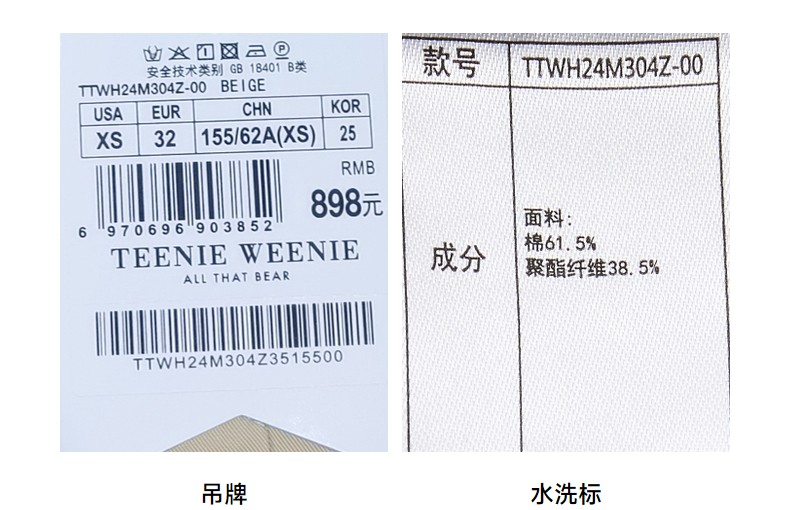 安全技术类别 GB 18401 B类
TTWH24M304Z-00 BEIGE
USA EUR CHN KOR
XS 32 155/62A(XS) 25
RMB
898元
6 970696 903852
TEENIE WEENIE
ALL THAT BEAR
TTWH24M304Z3515500
吊牌
款号 TTWH24M304Z-00
成分
面料:
棉61.5%
聚酯纤维38.5%
水洗标